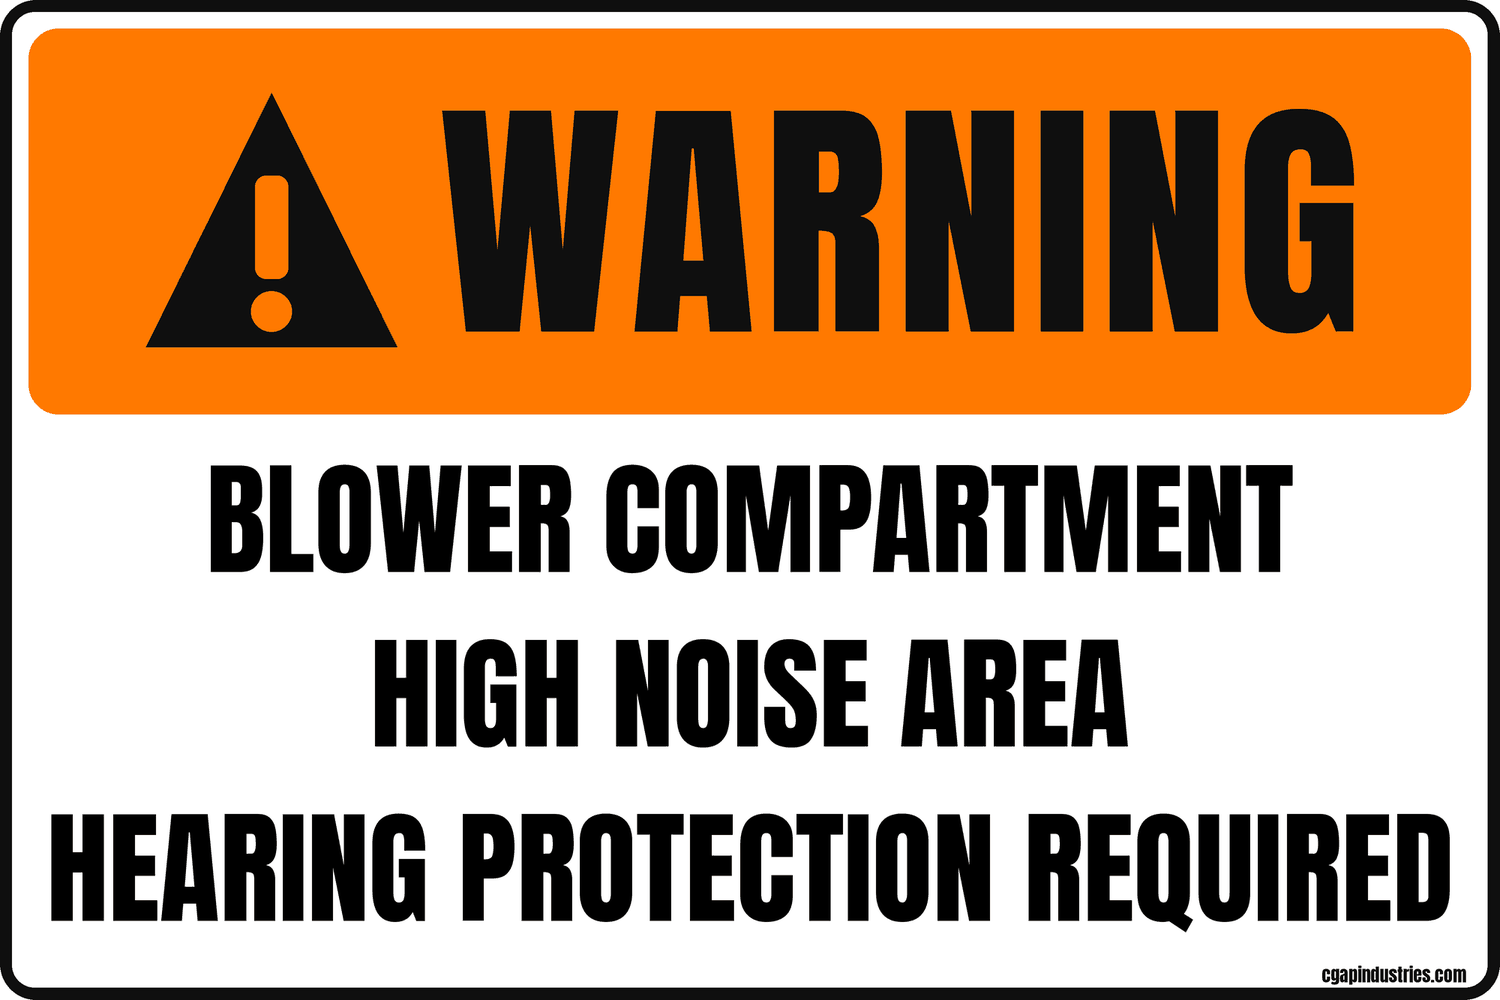 WARNING
BLOWER COMPARTMENT
HIGH NOISE AREA
HEARING PROTECTION REQUIRED
cgapindustries.com